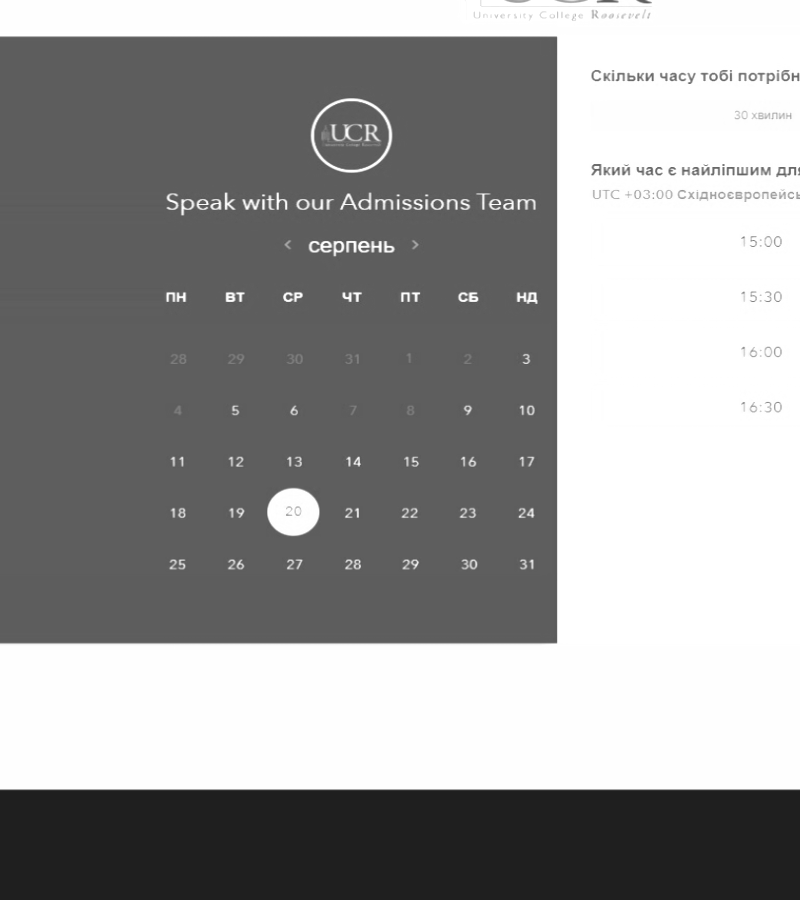 UCR
University College Roosevelt
UCR
Speak with our Admissions Team
< серпень >
ПН ВТ СР ЧТ ПТ СБ НД
28 29 30 31 1 2 3
4 5 6 7 8 9 10
11 12 13 14 15 16 17
18 19 20 21 22 23 24
25 26 27 28 29 30 31
Скільки часу тобі потрібн
30 хвилин
Який час є найліпшим для
UTC +03:00 Східноєвропейсь
15:00
15:30
16:00
16:30